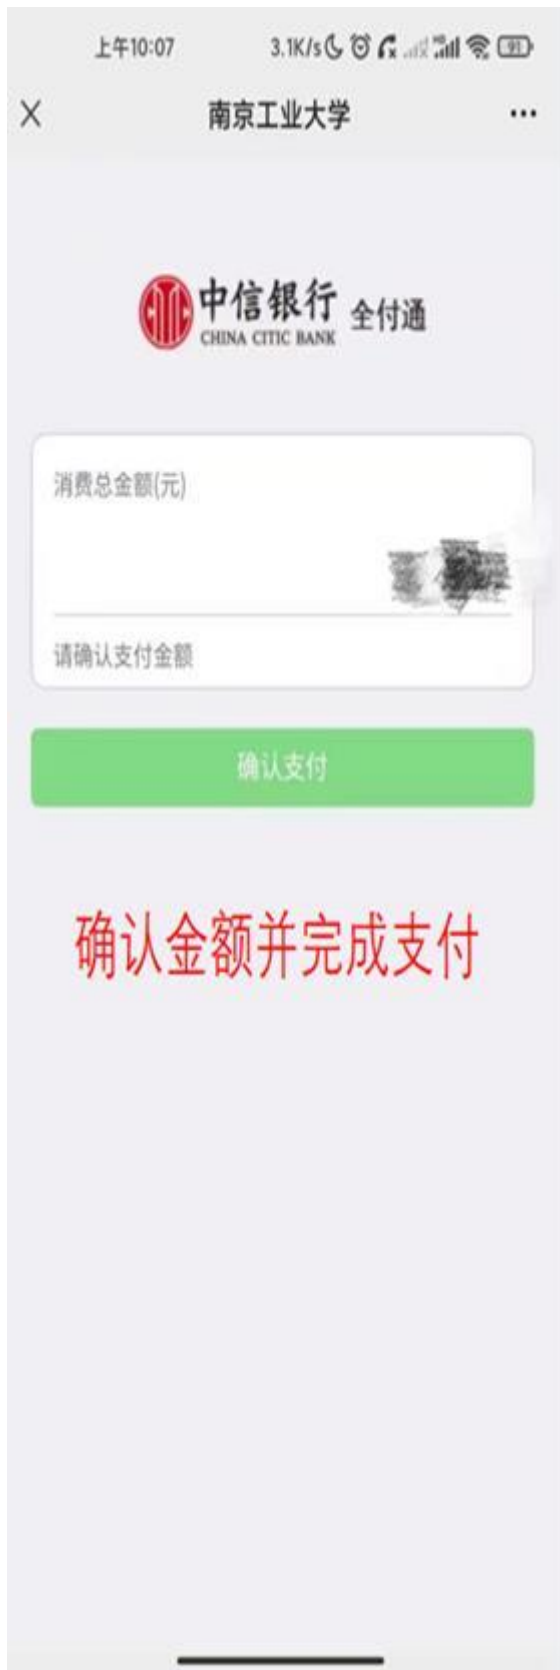 上午10:07 3.1K/s HD 91
南京工业大学
中信银行 全付通
CHINA CITIC BANK
消费总金额(元)
请确认支付金额
确认支付
确认金额并完成支付